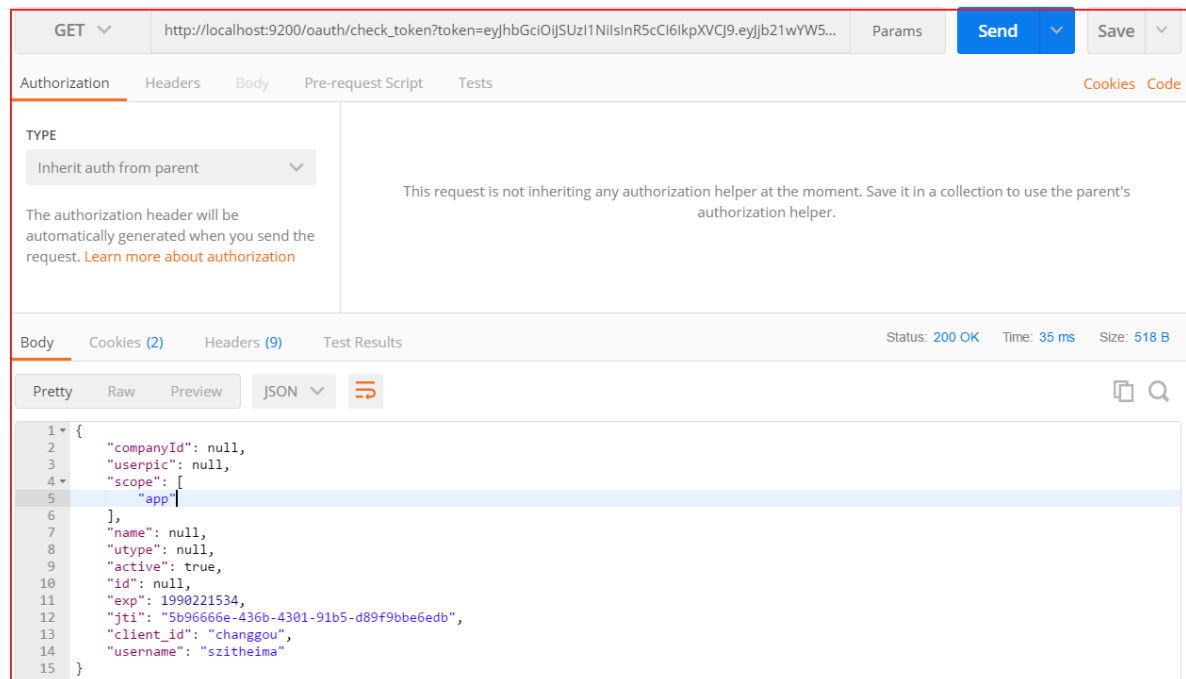 GET http://localhost:9200/oauth/check_token?token=eyJhbGciOiJSUzI1NiIsInR5cCI6IkpXVCJ9.eyJjb21wYW5... Params Send Save
Authorization Headers Body Pre-request Script Tests Cookies Code
TYPE
Inherit auth from parent
The authorization header will be
automatically generated when you send the
request. Learn more about authorization
This request is not inheriting any authorization helper at the moment. Save it in a collection to use the parent's
authorization helper.
Body Cookies (2) Headers (9) Test Results Status: 200 OK Time: 35 ms Size: 518 B
Pretty Raw Preview JSON
1 {
2 "companyId": null,
3 "userpic": null,
4 "scope": [
5 "app"
6 ],
7 "name": null,
8 "utype": null,
9 "active": true,
10 "id": null,
11 "exp": 1990221534,
12 "jti": "5b96666e-436b-4301-91b5-d89f9bbe6edb",
13 "client_id": "changgou",
14 "username": "szitheima"
15 }